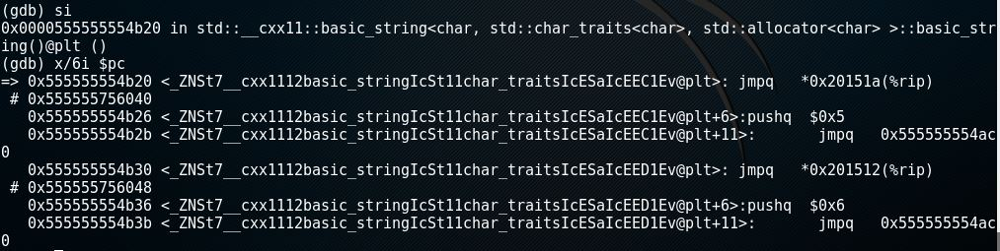 (gdb) si
0x0000555555554b20 in std::__cxx11::basic_string<char, std::char_traits<char>, std::allocator<char> >::basic_str
ing()@plt ()
(gdb) x/6i $pc
=> 0x555555554b20 <_ZNSt7__cxx1112basic_stringIcSt11char_traitsIcESaIcEEC1Ev@plt>: jmpq   *0x20151a(%rip)
 # 0x555555756040
   0x555555554b26 <_ZNSt7__cxx1112basic_stringIcSt11char_traitsIcESaIcEEC1Ev@plt+6>:pushq  $0x5
   0x555555554b2b <_ZNSt7__cxx1112basic_stringIcSt11char_traitsIcESaIcEEC1Ev@plt+11>:       jmpq   0x555555554ac
0
   0x555555554b30 <_ZNSt7__cxx1112basic_stringIcSt11char_traitsIcESaIcEED1Ev@plt>: jmpq   *0x201512(%rip)
 # 0x555555756048
   0x555555554b36 <_ZNSt7__cxx1112basic_stringIcSt11char_traitsIcESaIcEED1Ev@plt+6>:pushq  $0x6
   0x555555554b3b <_ZNSt7__cxx1112basic_stringIcSt11char_traitsIcESaIcEED1Ev@plt+11>:       jmpq   0x555555554ac
0